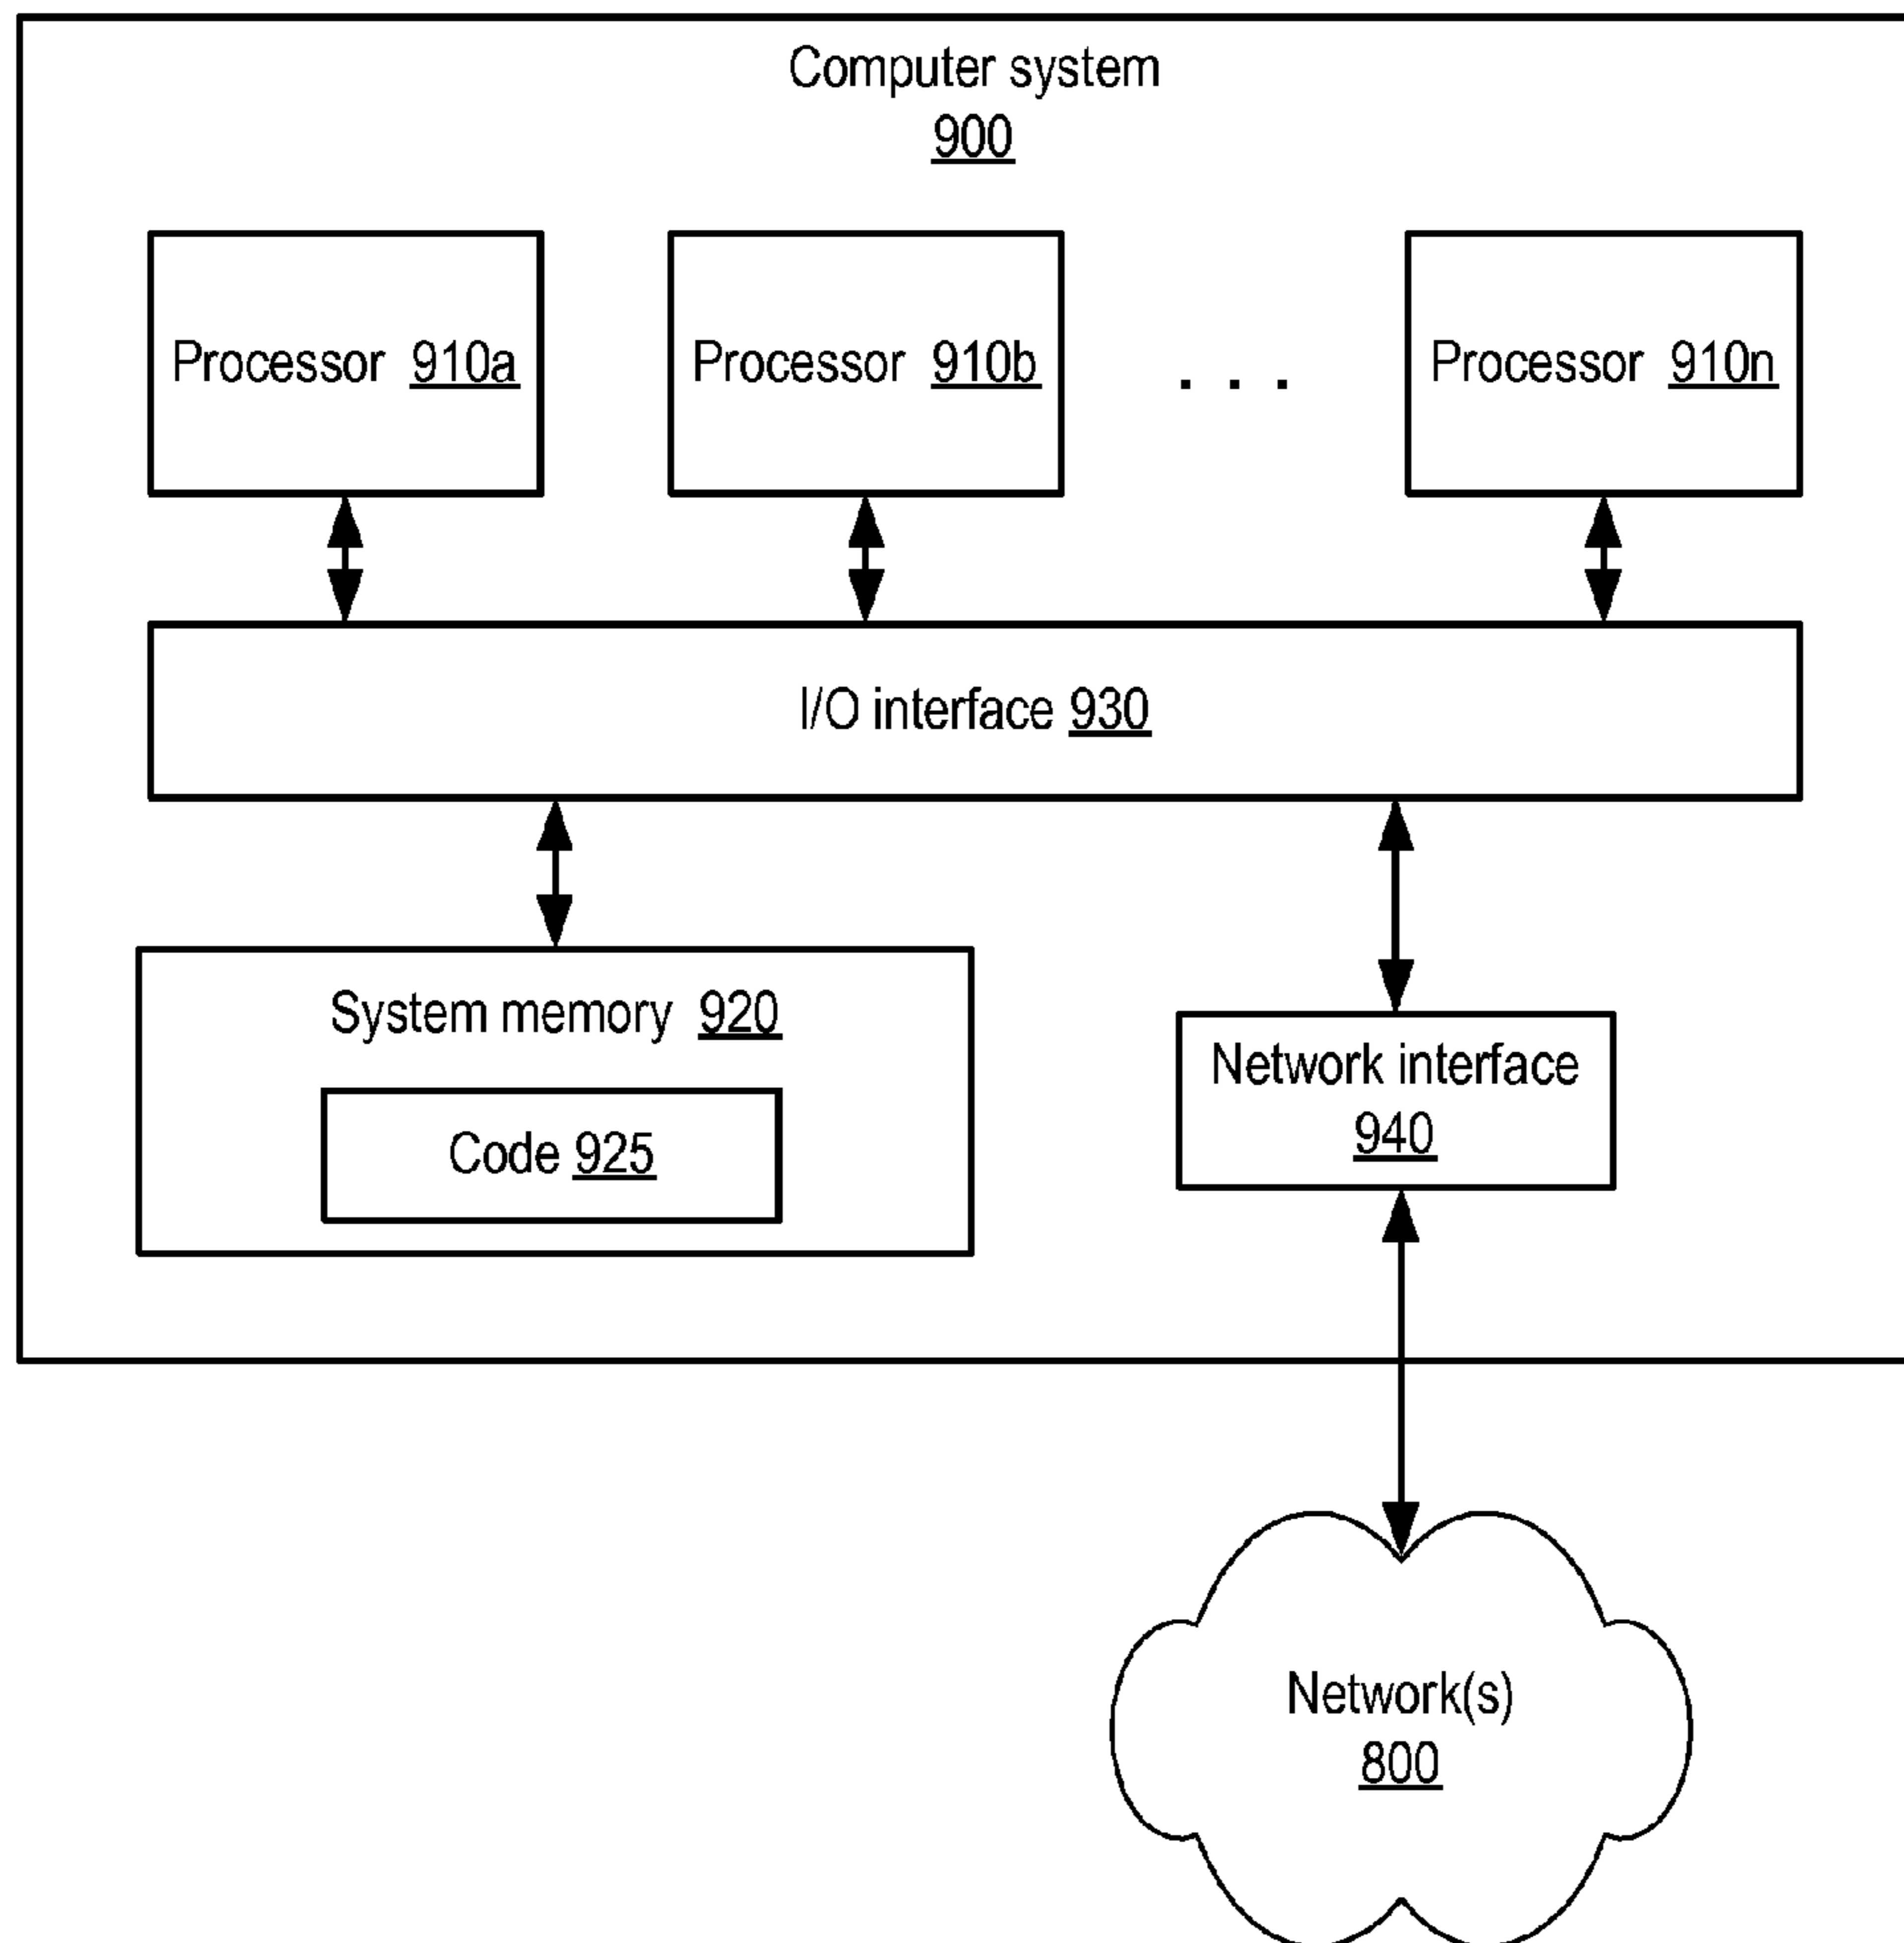 Computer system
900
Processor 910a
Processor 910b
. . .
Processor 910n
I/O interface 930
System memory 920
Code 925
Network interface
940
Network(s)
800